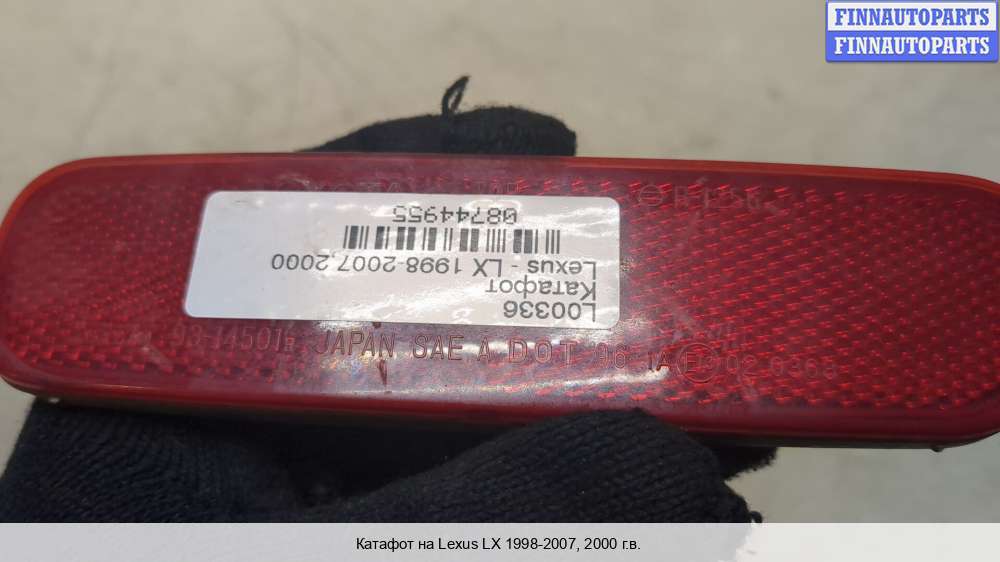 FINNAUTOPARTS
FINNAUTOPARTS
L00336
Катафот
Lexus - LX 1998-2007,2000
08744955
JAPAN SAE A DOT
Катафот на Lexus LX 1998-2007, 2000 г.в.